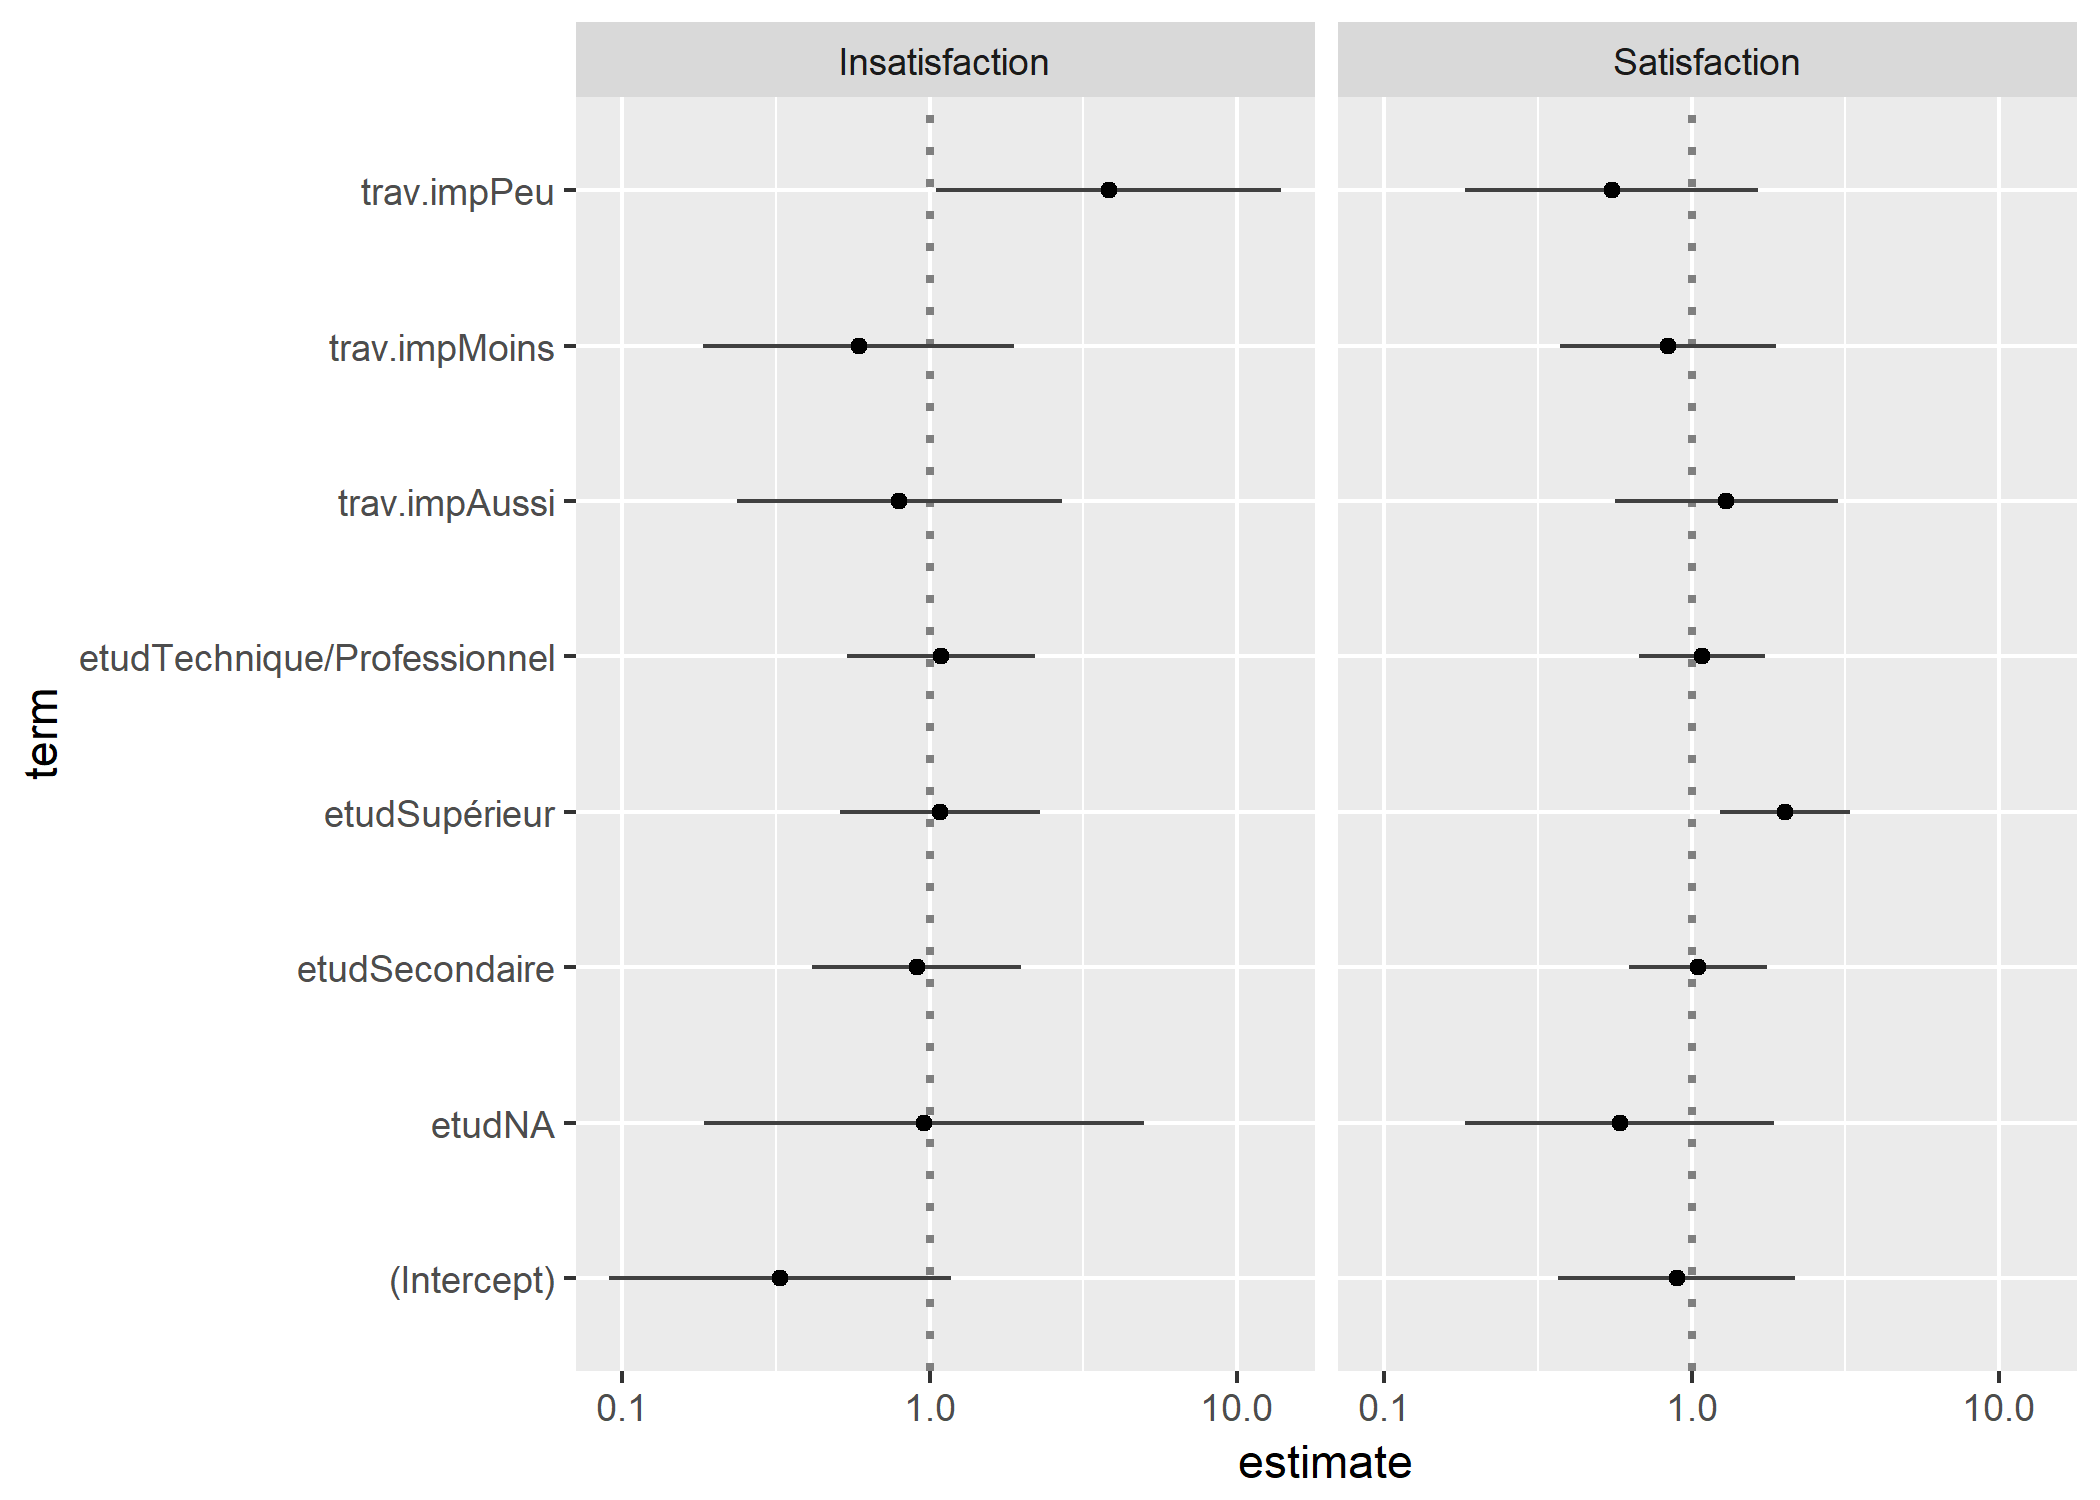 Insatisfaction
Satisfaction
trav.impPeu
trav.impMoins
trav.impAussi
etudTechnique/Professionnel
etudSupérieur
etudSecondaire
etudNA
(Intercept)
term
0.1 1.0 10.0 0.1 1.0 10.0
estimate